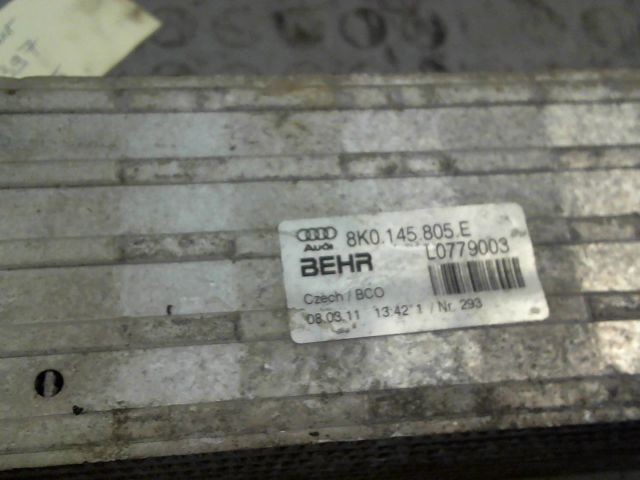 Audi 8K0.145.805.E
BEHR L0779003
Czech / BCO
08.03.11 13:42 1 / Nr. 293